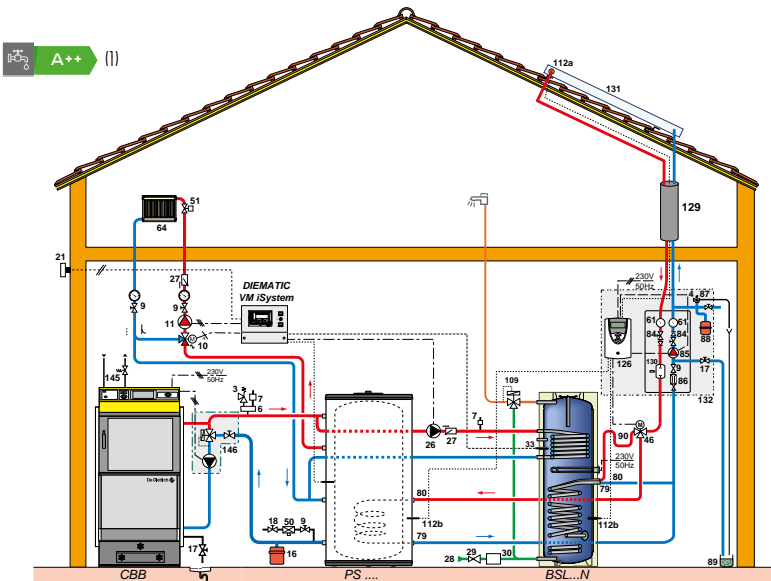 A++ (1)
112a
131
51
64
129
21
27
DIEMATIC
VM iSystem
230V
50Hz
4
87
9
9
61
61
11
10
84
84
88
126
130
85
9
17
86
132
145
230V
50Hz
3
7
6
109
7
26
27
33
90
M
46
M
146
De Dietrich
230V
50Hz
80
80
79
18
50
9
112b
112b
16
79
17
28
29
30
89
CBB
PS ....
BSL...N